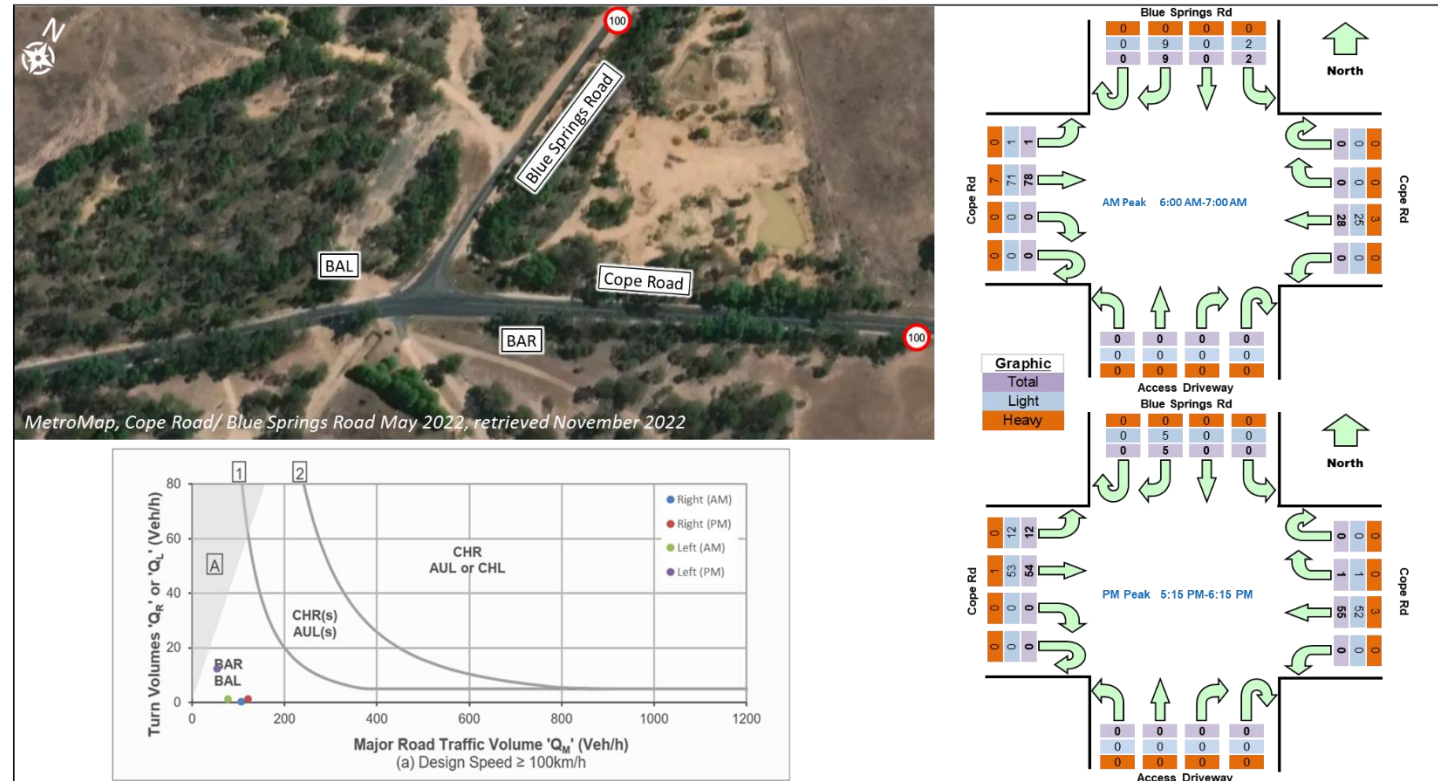 N
100
Blue Springs Road
BAL
Cope Road
BAR
100
MetroMap, Cope Road/ Blue Springs Road May 2022, retrieved November 2022
1
2
80
60
40
20
0
A
Turn Volumes 'Q_R' or 'Q_L' (Veh/h)
CHR
AUL or CHL
CHR(s)
AUL(s)
BAR
BAL
Right (AM)
Right (PM)
Left (AM)
Left (PM)
0 200 400 600 800 1000 1200
Major Road Traffic Volume 'Q_M' (Veh/h)
(a) Design Speed ≥ 100km/h
Blue Springs Rd
0 0 0 0
0 9 0 2
0 9 0 2
North
Cope Rd
0 1 1
7 71 78
0 0 0
0 0 0
AM Peak 6:00 AM-7:00 AM
0 0 0
0 0 0
28 25 3
0 0 0
Cope Rd
0 0 0 0
0 0 0 0
0 0 0 0
Access Driveway
Graphic
Total
Light
Heavy
Blue Springs Rd
0 0 0 0
0 5 0 0
0 5 0 0
North
Cope Rd
0 12 12
1 53 54
0 0 0
0 0 0
PM Peak 5:15 PM-6:15 PM
0 0 0
1 1 0
55 52 3
0 0 0
Cope Rd
0 0 0 0
0 0 0 0
0 0 0 0
Access Driveway